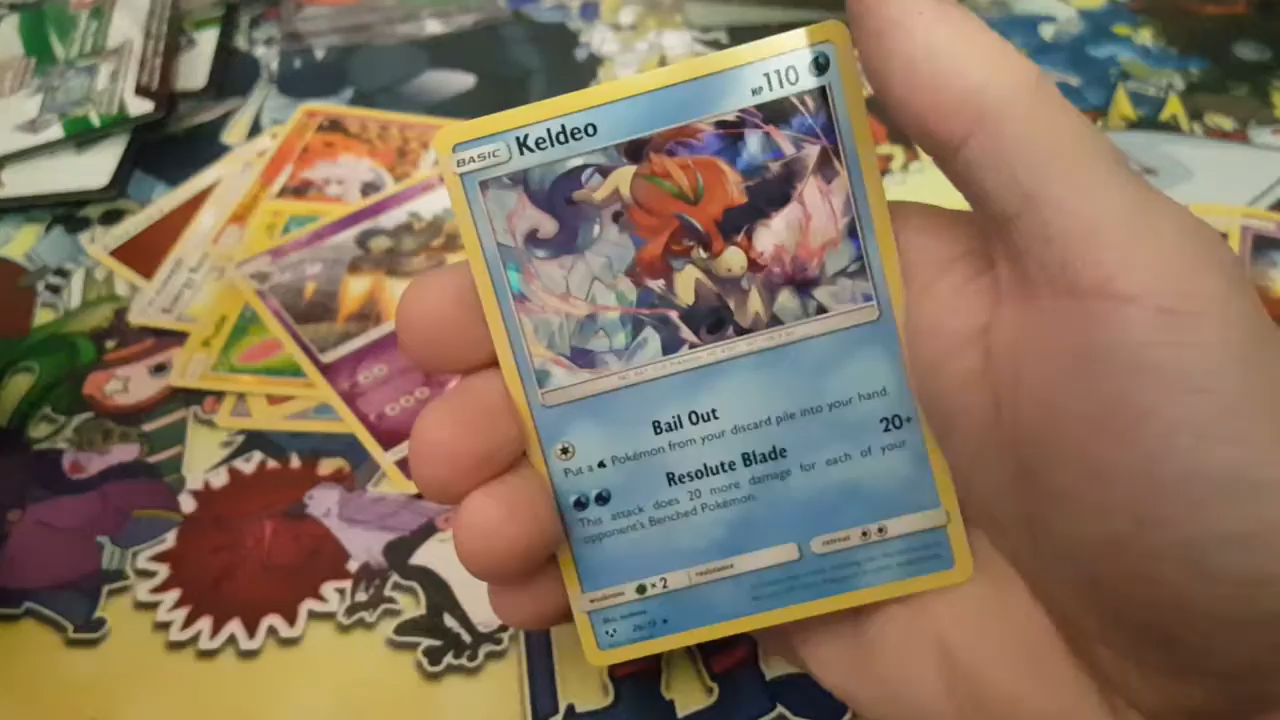 BASIC Keldeo HP 110
Bail Out
Put a Pokémon from your discard pile into your hand.
Resolute Blade 20+
This attack does 20 more damage for each of your
opponent's Benched Pokémon.
weakness ×2 resistance retreat